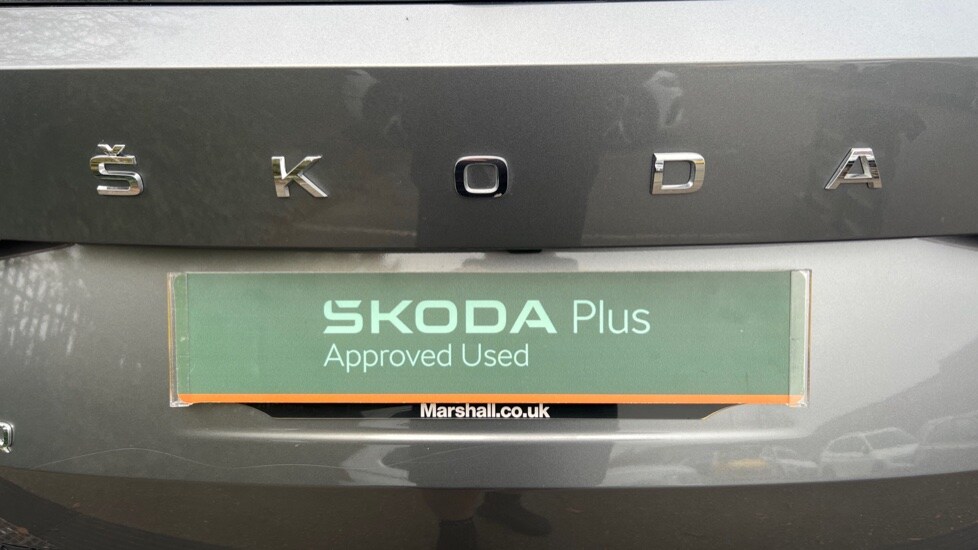 ŠKODA
ŠKODA Plus
Approved Used
Marshall.co.uk